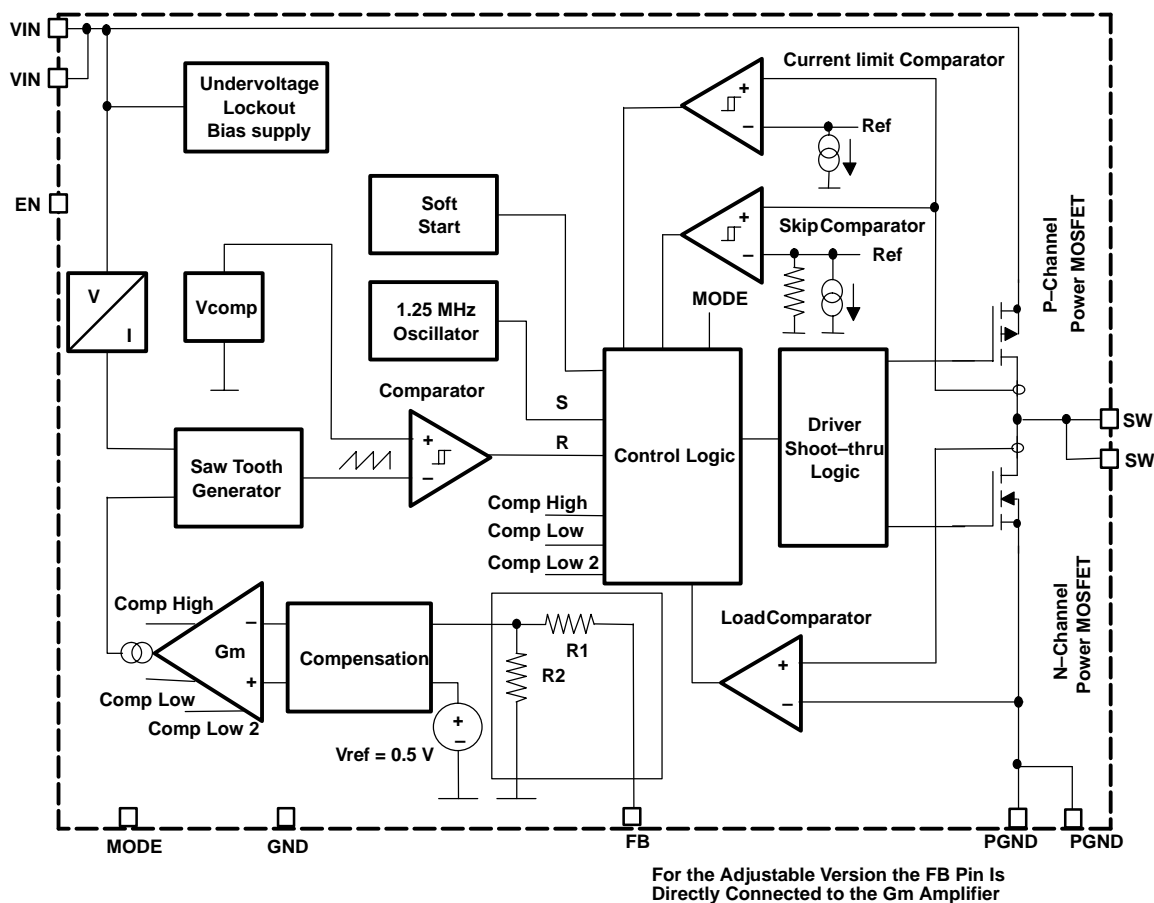 VIN
VIN
EN
Undervoltage
Lockout
Bias supply
Current limit Comparator
+
−
Ref
Soft
Start
+
−
Skip Comparator
Ref
P–Channel
Power MOSFET
V
I
Vcomp
1.25 MHz
Oscillator
MODE
Comparator
S
R
+
−
Saw Tooth
Generator
Control Logic
Driver
Shoot–thru
Logic
SW
SW
Comp High
Comp Low
Comp Low 2
Comp High
Gm
−
+
Comp Low
Comp Low 2
Compensation
R1
R2
+
−
Vref = 0.5 V
Load Comparator
+
−
N–Channel
Power MOSFET
MODE
GND
FB
PGND
PGND
For the Adjustable Version the FB Pin Is
Directly Connected to the Gm Amplifier